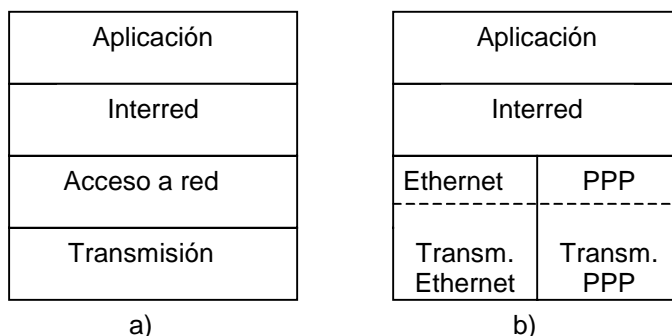 Aplicación
Interred
Acceso a red
Transmisión
a)
Aplicación
Interred
Ethernet
PPP
Transm.
Ethernet
Transm.
PPP
b)